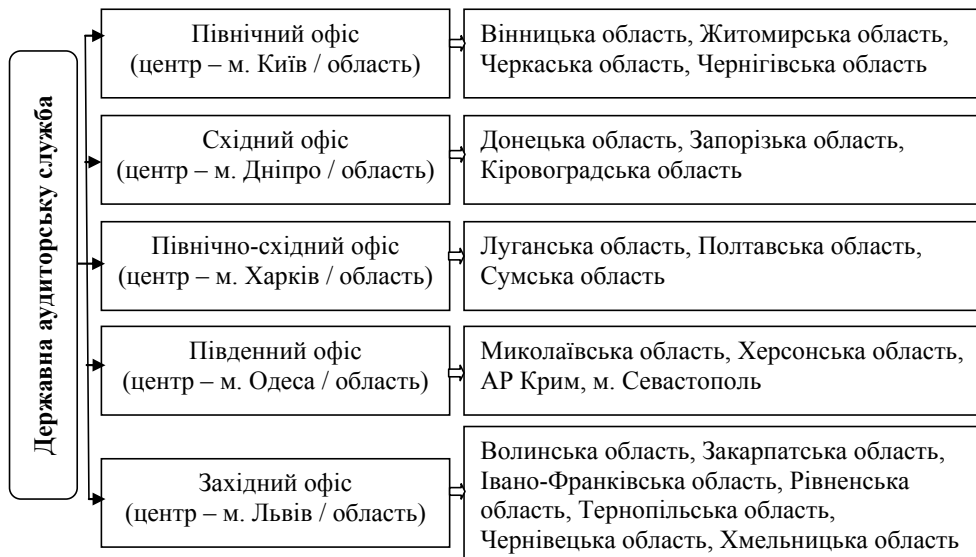 Державна аудиторську служба
Північний офіс
(центр – м. Київ / область)
Вінницька область, Житомирська область,
Черкаська область, Чернігівська область
Східний офіс
(центр – м. Дніпро / область)
Донецька область, Запорізька область,
Кіровоградська область
Північно-східний офіс
(центр – м. Харків / область)
Луганська область, Полтавська область,
Сумська область
Південний офіс
(центр – м. Одеса / область)
Миколаївська область, Херсонська область,
АР Крим, м. Севастополь
Західний офіс
(центр – м. Львів / область)
Волинська область, Закарпатська область,
Івано-Франківська область, Рівненська
область, Тернопільська область,
Чернівецька область, Хмельницька область